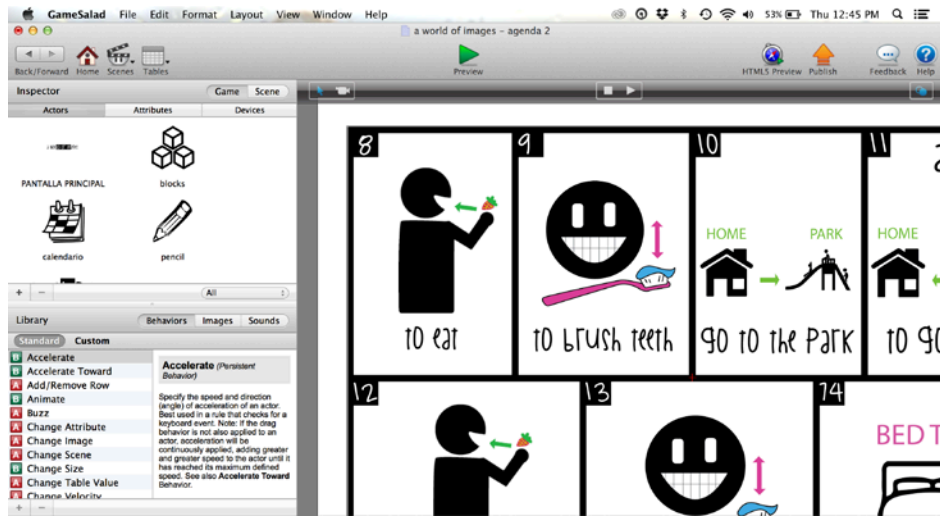 GameSalad File Edit Format Layout View Window Help 53% Thu 12:45 PM
a world of images – agenda 2
Back/Forward Home Scenes Tables Preview HTML5 Preview Publish Feedback Help
Inspector Game Scene
Actors Attributes Devices
PANTALLA PRINCIPAL blocks
calendario pencil
+ − All
Library Behaviors Images Sounds
Standard Custom
B Accelerate
B Accelerate Toward
A Add/Remove Row
B Animate
A Buzz
A Change Attribute
A Change Image
A Change Scene
B Change Size
A Change Table Value
A Change Velocity
Accelerate (Persistent
Behavior)
Specify the speed and direction
(angle) of acceleration of an actor.
Best used in a rule that checks for a
keyboard event. Note: If the drag
behavior is not also applied to an
actor, acceleration will be
continuously applied, adding greater
and greater speed to the actor until it
has reached its maximum defined
speed. See also Accelerate Toward
Behavior.
+ −
8 9 10 11
HOME PARK HOME
to eat to brush teeth go to the park to go
12 13 14
BED T